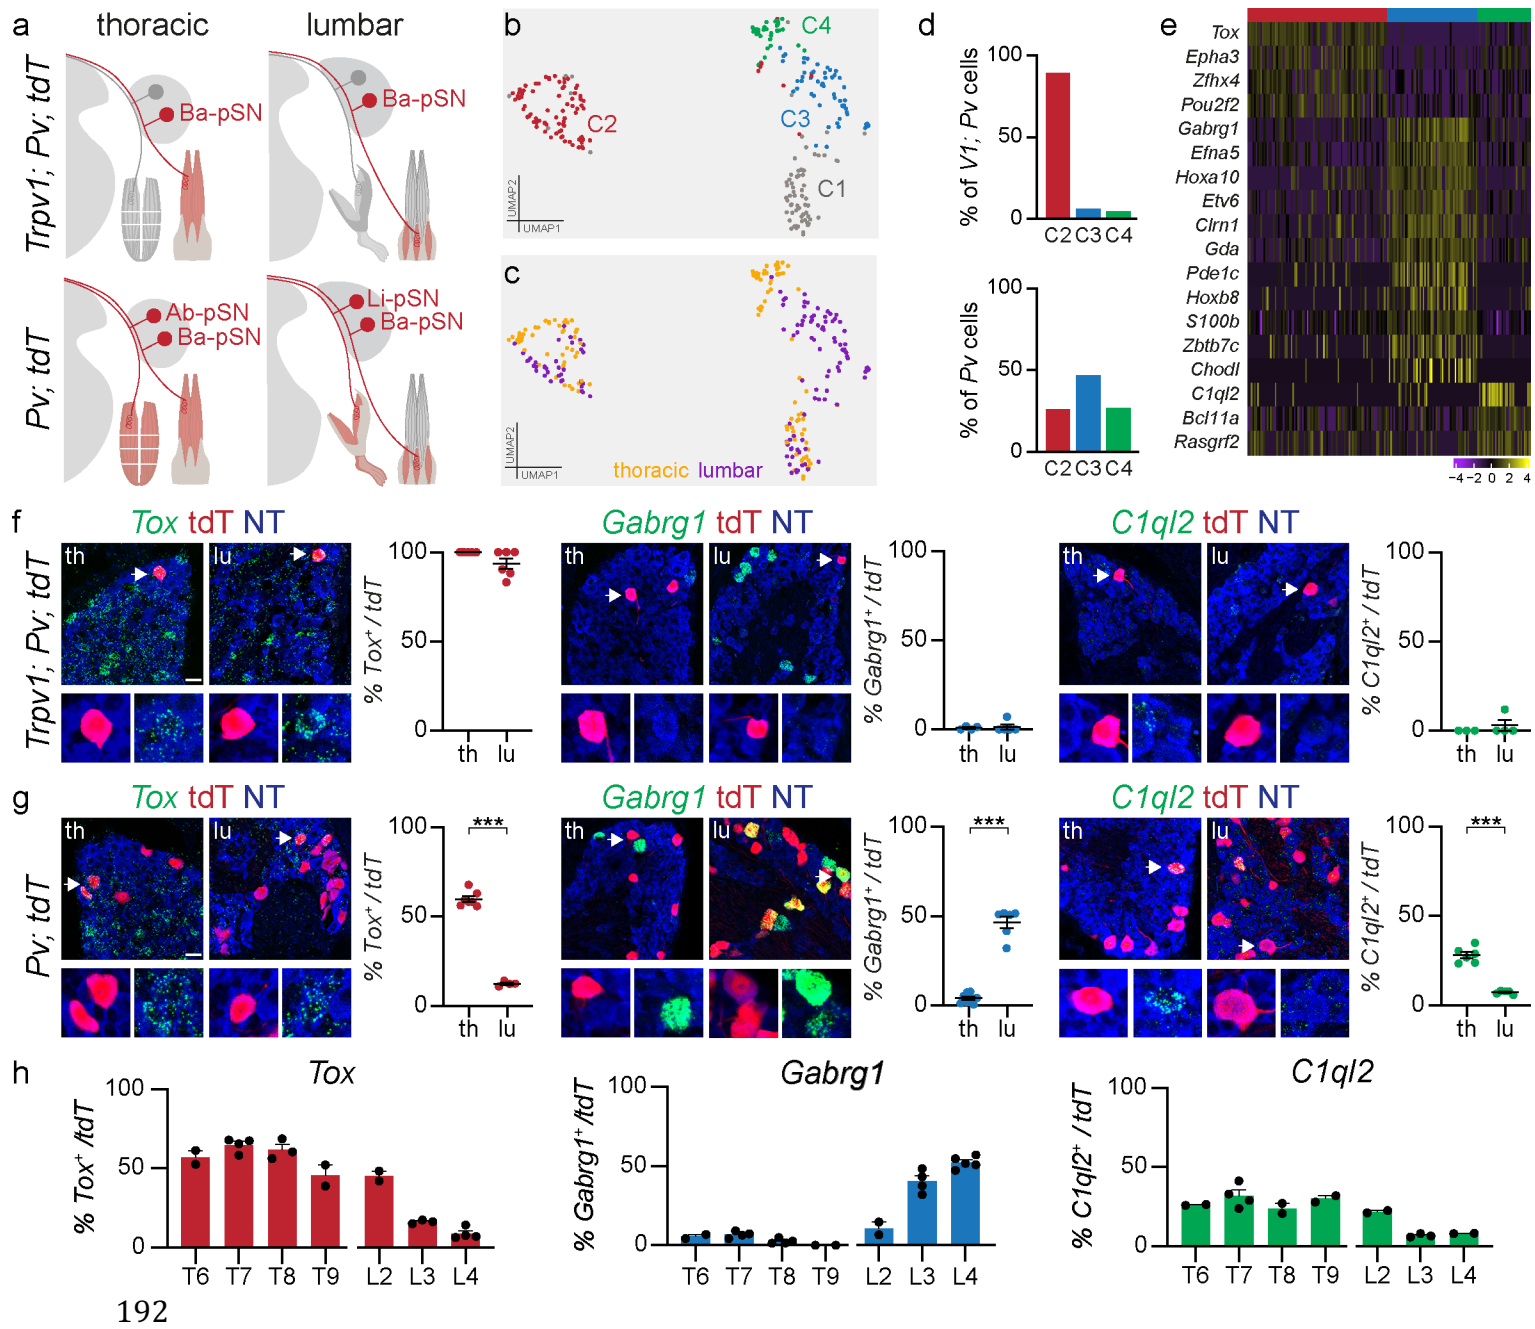 a
thoracic
lumbar
Trpv1; Pv; tdT
Ba-pSN
Ba-pSN
Pv; tdT
Ab-pSN
Ba-pSN
Li-pSN
Ba-pSN
b
C4
C2
C3
C1
UMAP2
UMAP1
c
UMAP2
UMAP1
thoracic lumbar
d
% of V1; Pv cells
100
50
0
C2 C3 C4
% of Pv cells
100
50
0
C2 C3 C4
e
Tox
Epha3
Zfhx4
Pou2f2
Gabrg1
Efna5
Hoxa10
Etv6
Clrn1
Gda
Pde1c
Hoxb8
S100b
Zbtb7c
Chodl
C1ql2
Bcl11a
Rasgrf2
−4 −2 0 2 4
f
Trpv1; Pv; tdT
Tox tdT NT
th
lu
% Tox+ / tdT
100
50
0
th lu
Gabrg1 tdT NT
th
lu
% Gabrg1+ / tdT
100
50
0
th lu
C1ql2 tdT NT
th
lu
% C1ql2+ / tdT
100
50
0
th lu
g
Pv; tdT
Tox tdT NT
th
lu
% Tox+ / tdT
100
50
0
***
th lu
Gabrg1 tdT NT
th
lu
% Gabrg1+ / tdT
100
50
0
***
th lu
C1ql2 tdT NT
th
lu
% C1ql2+ / tdT
100
50
0
***
th lu
h
Tox
% Tox+ /tdT
100
50
0
T6 T7 T8 T9 L2 L3 L4
Gabrg1
% Gabrg1+ /tdT
100
50
0
T6 T7 T8 T9 L2 L3 L4
C1ql2
% C1ql2+ / tdT
100
50
0
T6 T7 T8 T9 L2 L3 L4
192